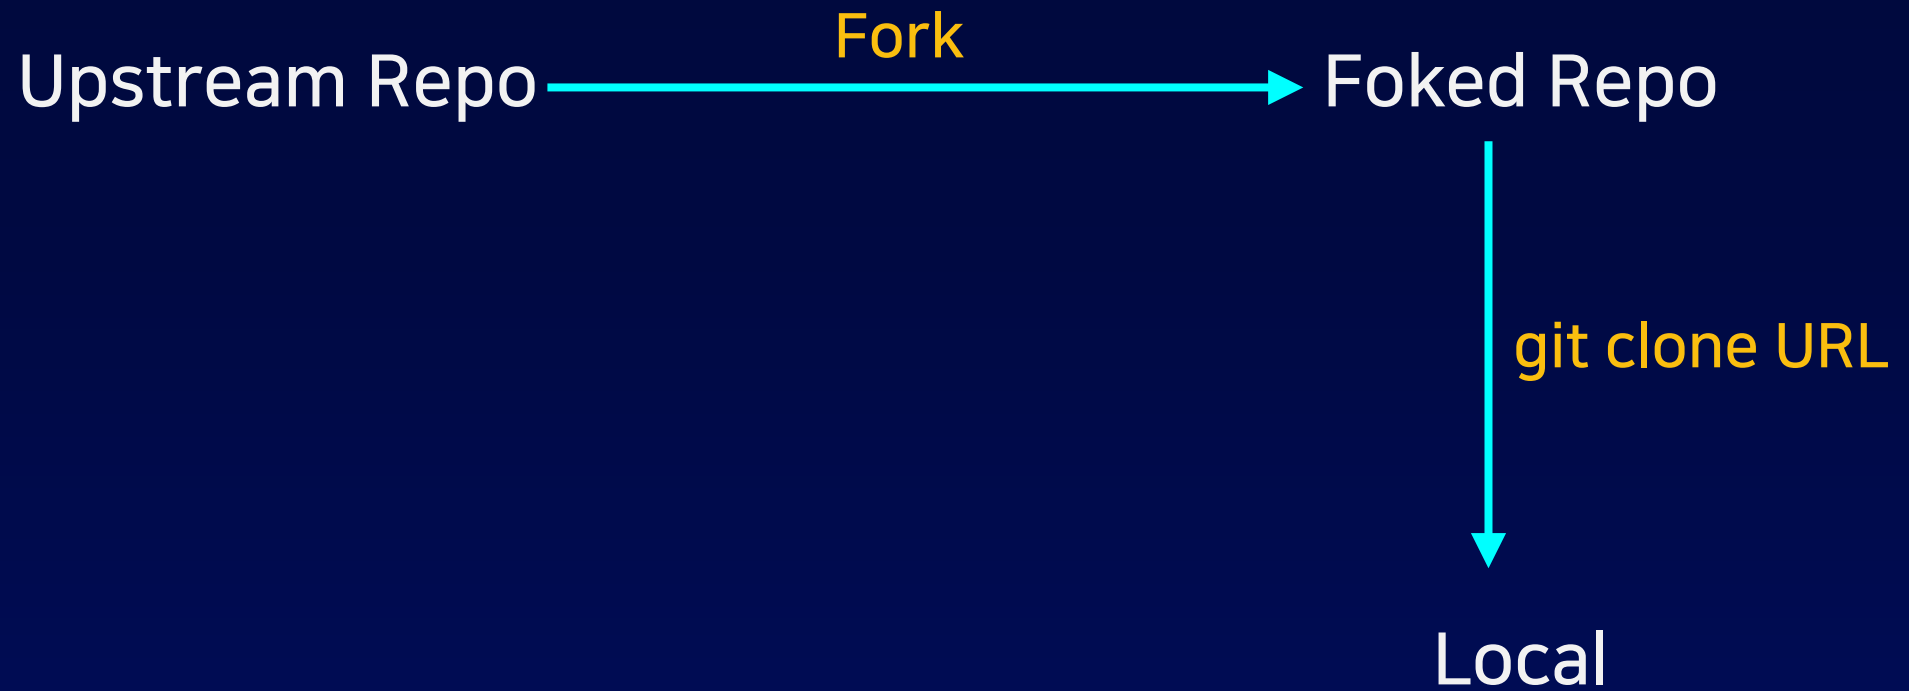 Fork
Upstream Repo
Foked Repo
git clone URL
Local